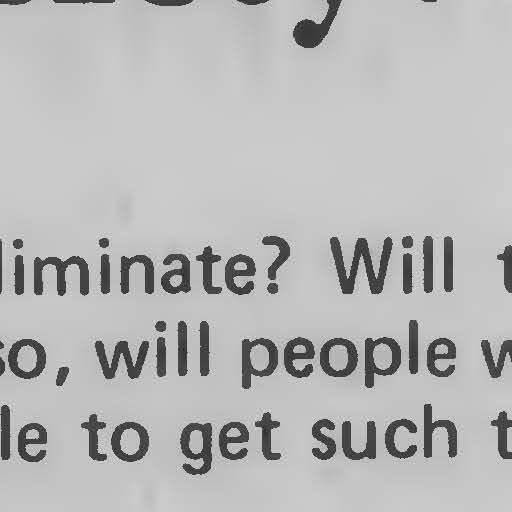 liminate? Will t
so, will people w
le to get such t